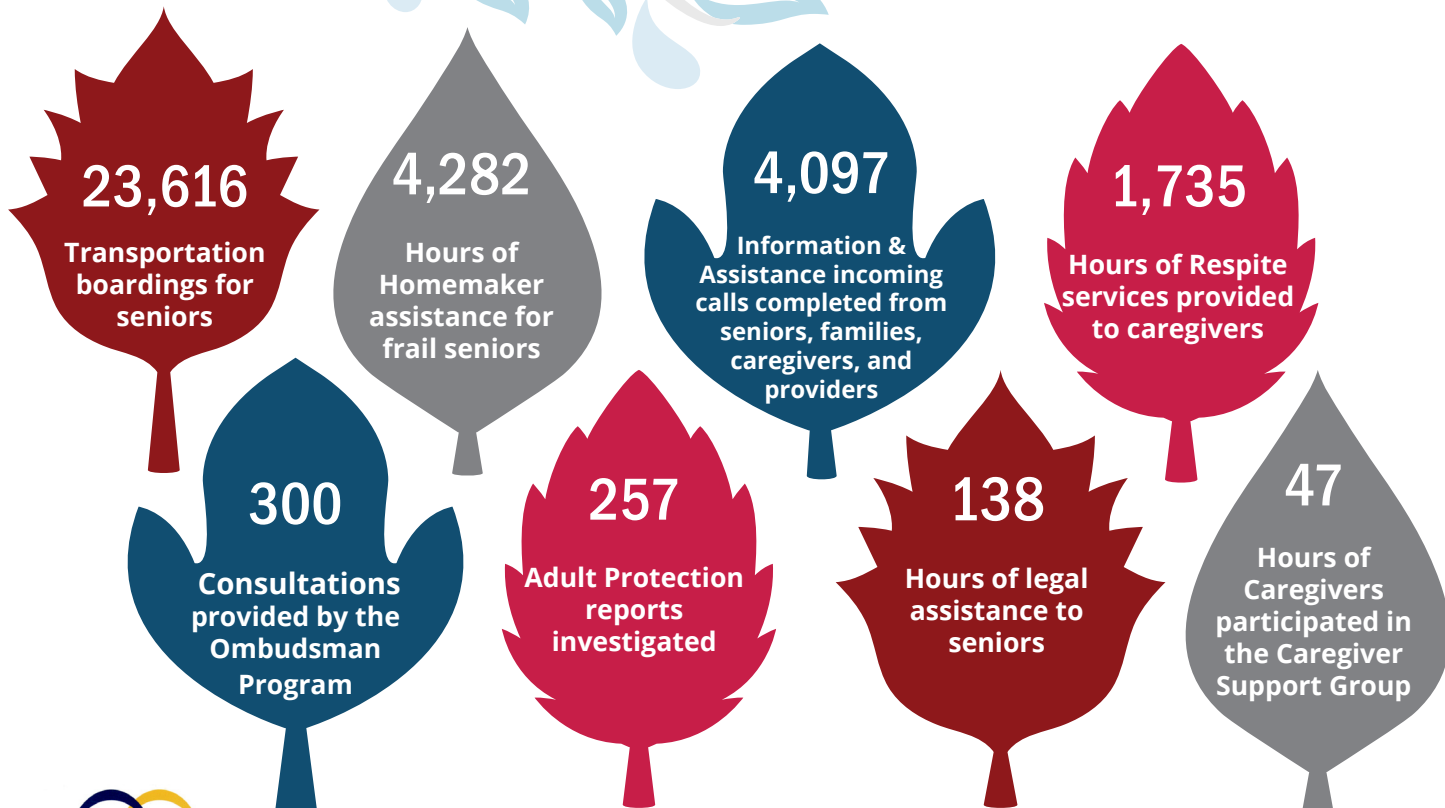 23,616
Transportation
boardings for
seniors
4,282
Hours of
Homemaker
assistance for
frail seniors
4,097
Information &
Assistance incoming
calls completed from
seniors, families,
caregivers, and
providers
1,735
Hours of Respite
services provided
to caregivers
300
Consultations
provided by the
Ombudsman
Program
257
Adult Protection
reports
investigated
138
Hours of legal
assistance to
seniors
47
Hours of
Caregivers
participated in
the Caregiver
Support Group